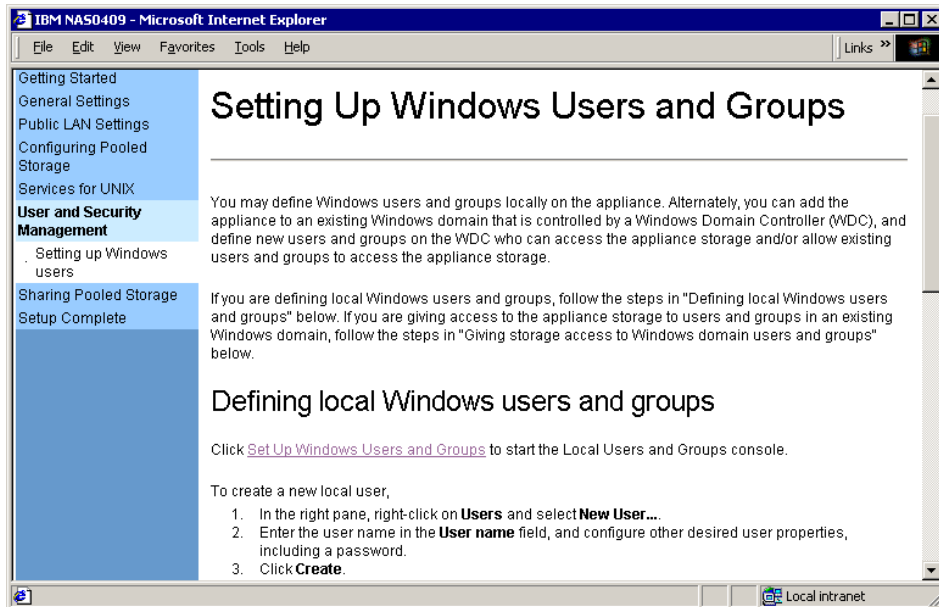 IBM NAS0409 - Microsoft Internet Explorer
File Edit View Favorites Tools Help
Links »
Getting Started
General Settings
Public LAN Settings
Configuring Pooled
Storage
Services for UNIX
User and Security
Management
. Setting up Windows
users
Sharing Pooled Storage
Setup Complete
Setting Up Windows Users and Groups
You may define Windows users and groups locally on the appliance. Alternately, you can add the
appliance to an existing Windows domain that is controlled by a Windows Domain Controller (WDC), and
define new users and groups on the WDC who can access the appliance storage and/or allow existing
users and groups to access the appliance storage.
If you are defining local Windows users and groups, follow the steps in "Defining local Windows users
and groups" below. If you are giving access to the appliance storage to users and groups in an existing
Windows domain, follow the steps in "Giving storage access to Windows domain users and groups"
below.
Defining local Windows users and groups
Click Set Up Windows Users and Groups to start the Local Users and Groups console.
To create a new local user,
1. In the right pane, right-click on Users and select New User....
2. Enter the user name in the User name field, and configure other desired user properties,
including a password.
3. Click Create.
Local intranet